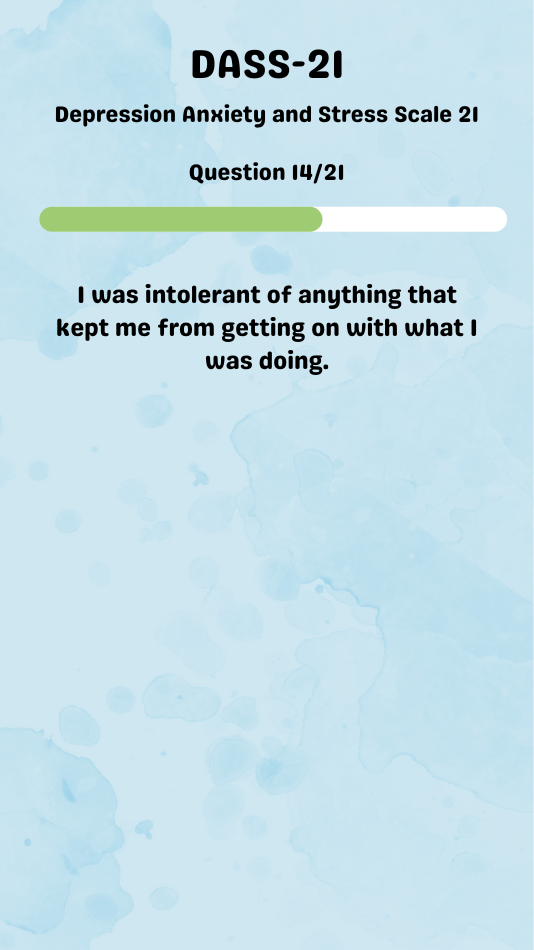 DASS-21
Depression Anxiety and Stress Scale 21
Question 14/21
I was intolerant of anything that
kept me from getting on with what I
was doing.